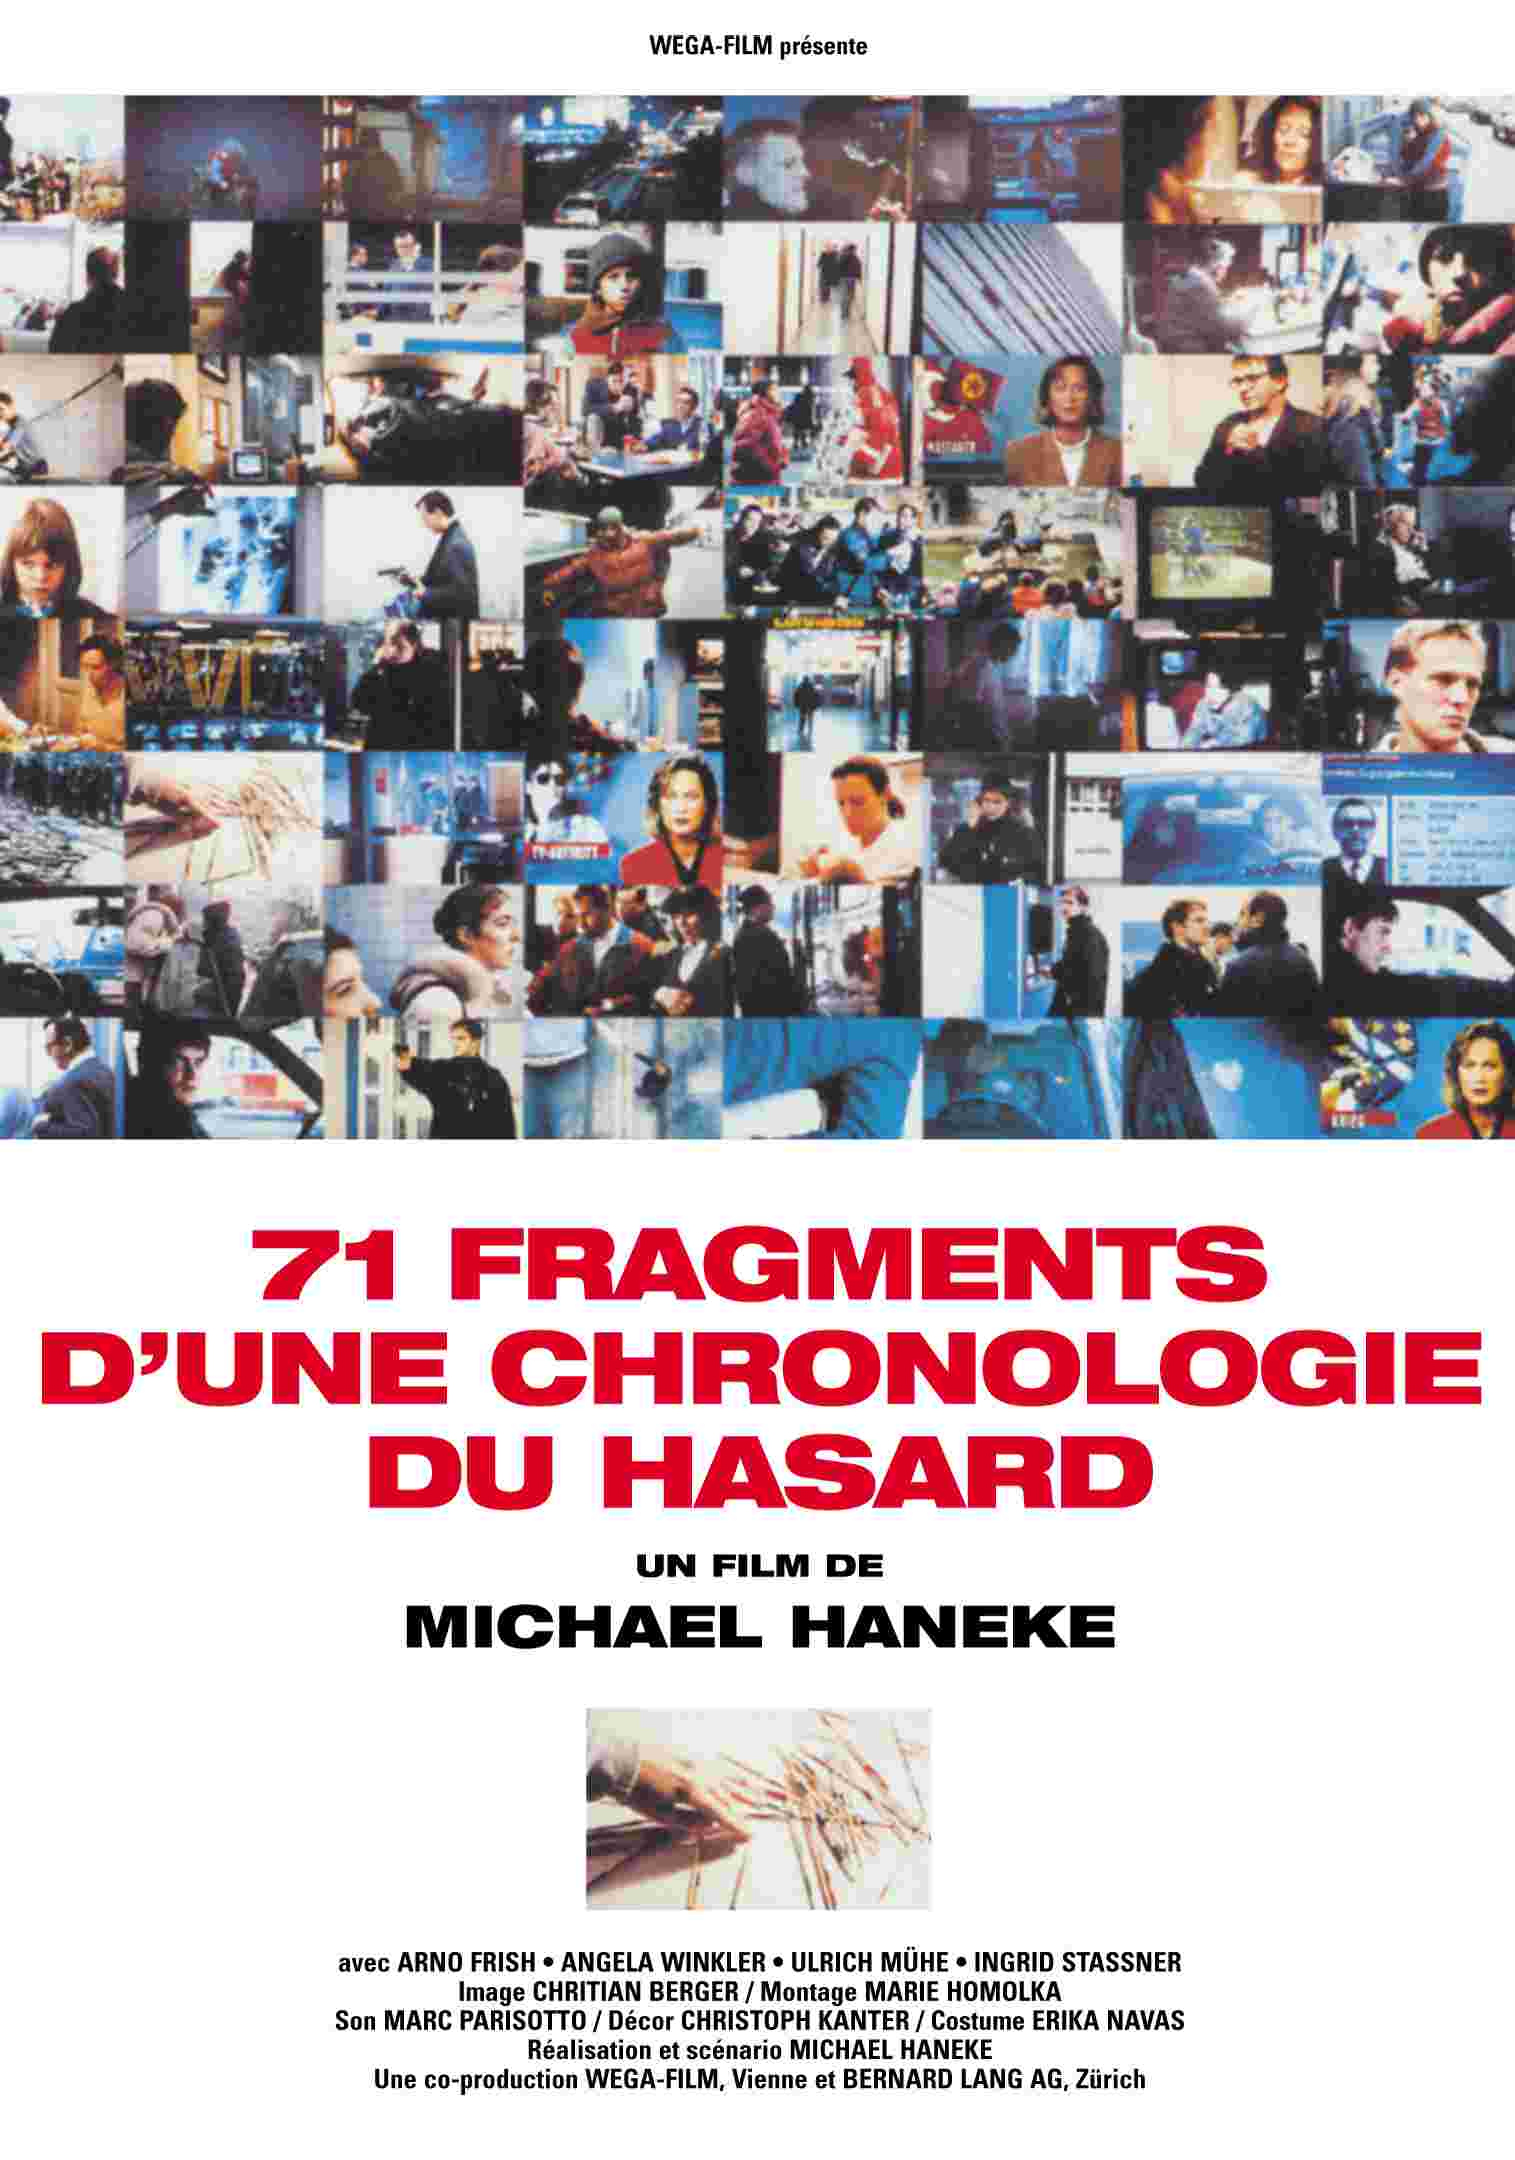 WEGA-FILM présente
71 FRAGMENTS
D’UNE CHRONOLOGIE
DU HASARD
UN FILM DE
MICHAEL HANEKE
avec ARNO FRISH • ANGELA WINKLER • ULRICH MÜHE • INGRID STASSNER
Image CHRITIAN BERGER / Montage MARIE HOMOLKA
Son MARC PARISOTTO / Décor CHRISTOPH KANTER / Costume ERIKA NAVAS
Réalisation et scénario MICHAEL HANEKE
Une co-production WEGA-FILM, Vienne et BERNARD LANG AG, Zürich